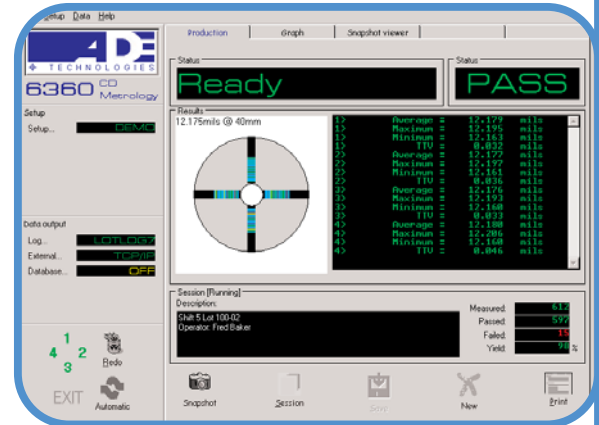 Setup Data Help
Production Graph Snapshot viewer
ADE
TECHNOLOGIES
6360 CD
Metrology
Status
Ready
Status
PASS
Setup
Setup... DEMO
Results
12.175mils @ 40mm
1> Average = 12.179 mils
1> Maximum = 12.195 mils
1> Minimum = 12.163 mils
1> TTV = 0.032 mils
2> Average = 12.177 mils
2> Maximum = 12.197 mils
2> Minimum = 12.161 mils
2> TTV = 0.036 mils
3> Average = 12.176 mils
3> Maximum = 12.193 mils
3> Minimum = 12.160 mils
3> TTV = 0.033 mils
4> Average = 12.180 mils
4> Maximum = 12.206 mils
4> Minimum = 12.160 mils
4> TTV = 0.046 mils
Data output
Log... LOTLOG7
External... TCP/IP
Database... OFF
Session [Running]
Description:
Shift 5 Lot 100-02
Operator: Fred Baker
Measured: 612
Passed: 597
Failed: 15
Yield: 98 %
1
4 2
3
Redo
EXIT
Automatic
Snapshot Session Save New Print